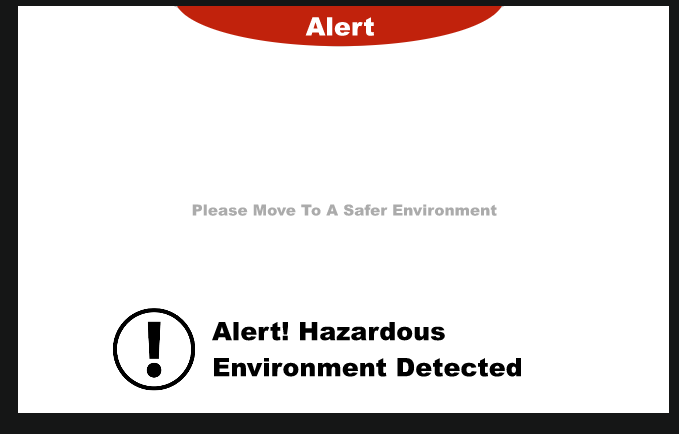 Alert
Please Move To A Safer Environment
Alert! Hazardous
Environment Detected